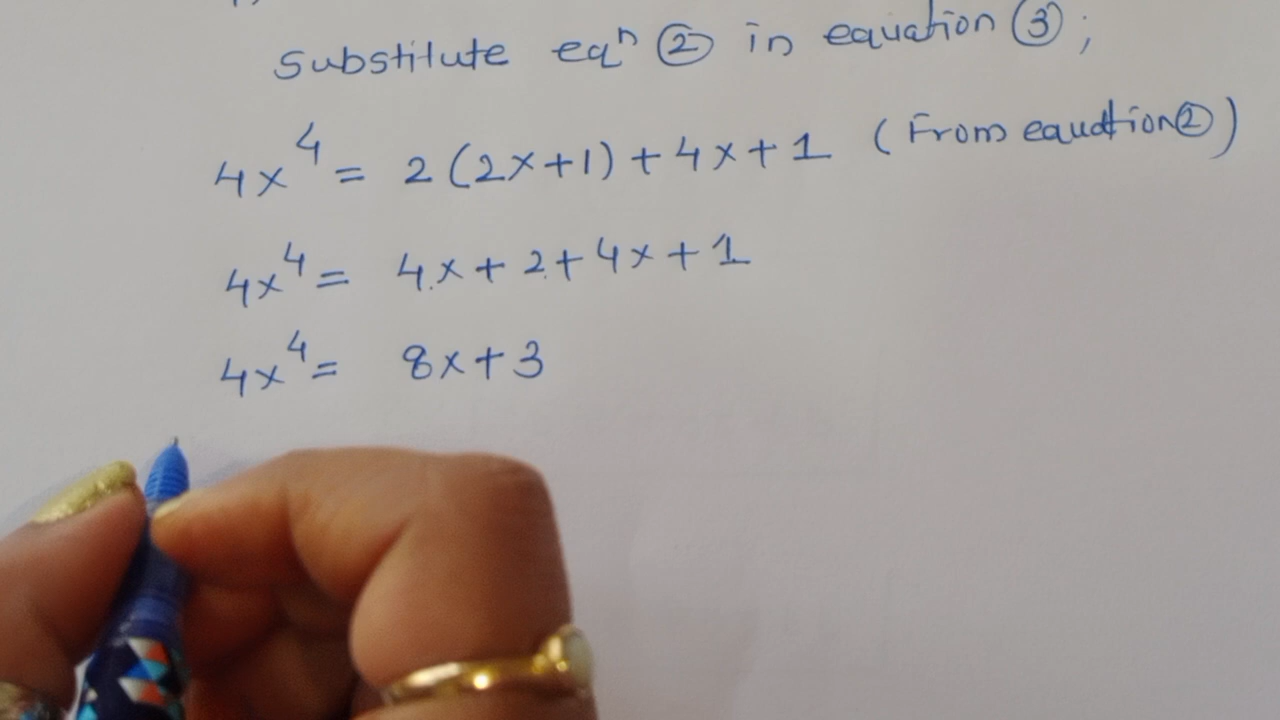 Substitute eqⁿ ② in equation ③;
4x⁴ = 2(2x+1)+4x+1 (From equation②)
4x⁴ = 4x+2+4x+1
4x⁴ = 8x+3